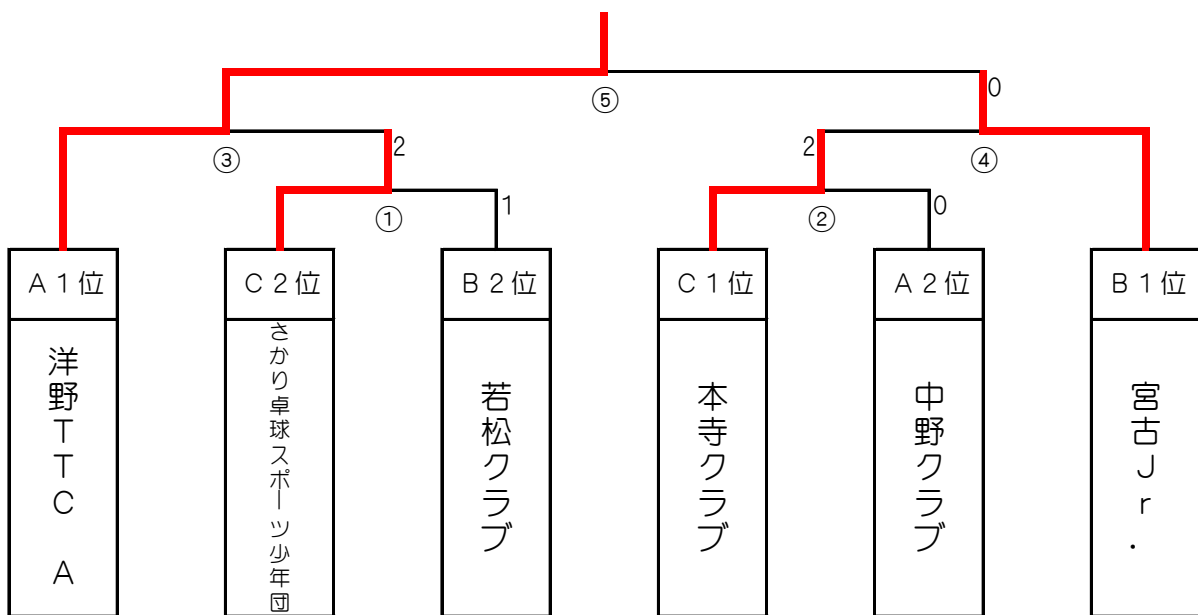 ⑤
0
③
2
2
④
①
1
②
0
A1位
C2位
B2位
C1位
A2位
B1位
洋野TTC A
さかり卓球スポーツ少年団
若松クラブ
本寺クラブ
中野クラブ
宮古Jr.